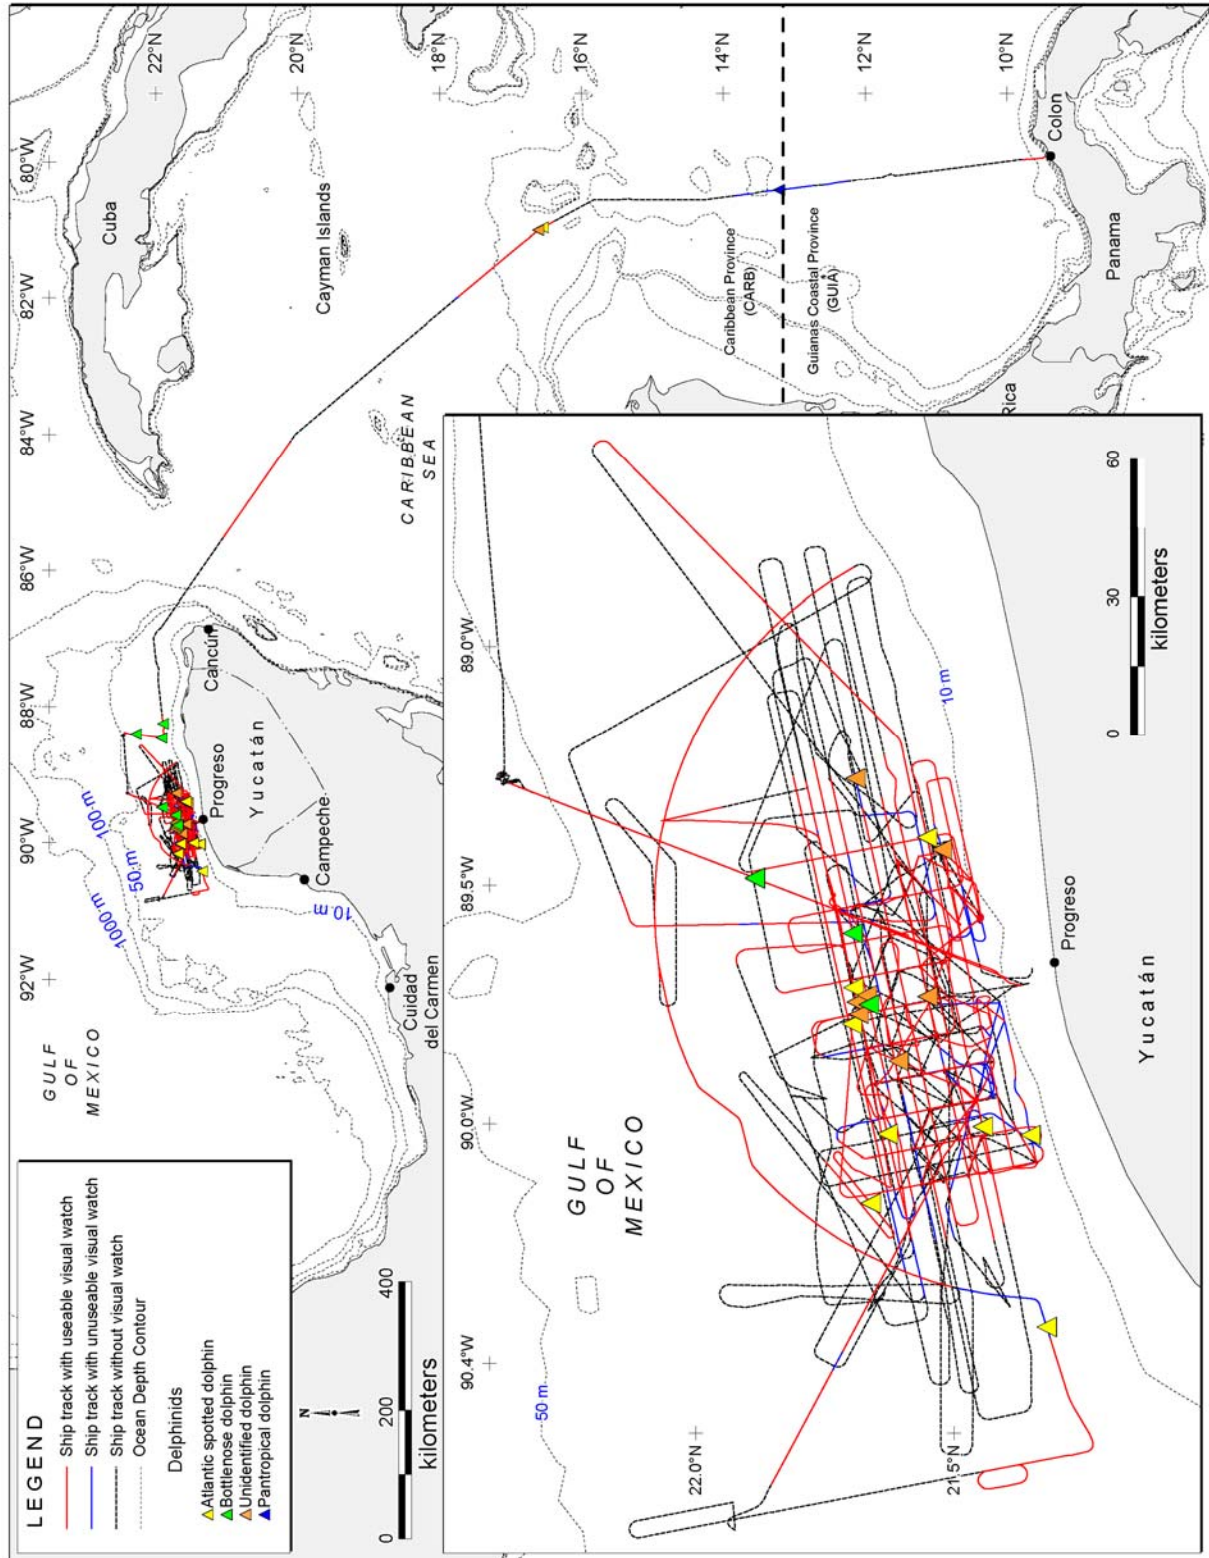 LEGEND
Ship track with useable visual watch
Ship track with unuseable visual watch
Ship track without visual watch
Ocean Depth Contour
Delphinids
Atlantic spotted dolphin
Bottlenose dolphin
Unidentified dolphin
Pantropical dolphin
N
0 200 400
kilometers
92°W
90°W
88°W
86°W
84°W
82°W
80°W
22°N
20°N
18°N
16°N
14°N
12°N
10°N
GULF
OF
MEXICO
1000 m
100 m
50 m
10 m
Cuidad
del Carmen
Campeche
Progreso
Yucatán
Cancún
Cuba
Cayman Islands
CARIBBEAN
SEA
Caribbean Province
(CARB)
Guianas Coastal Province
(GUIA)
Rica
Panama
Colon
90.4°W
90.0°W
89.5°W
89.0°W
22.0°N
21.5°N
50 m
GULF
OF
MEXICO
10 m
Progreso
Yucatán
0 30 60
kilometers